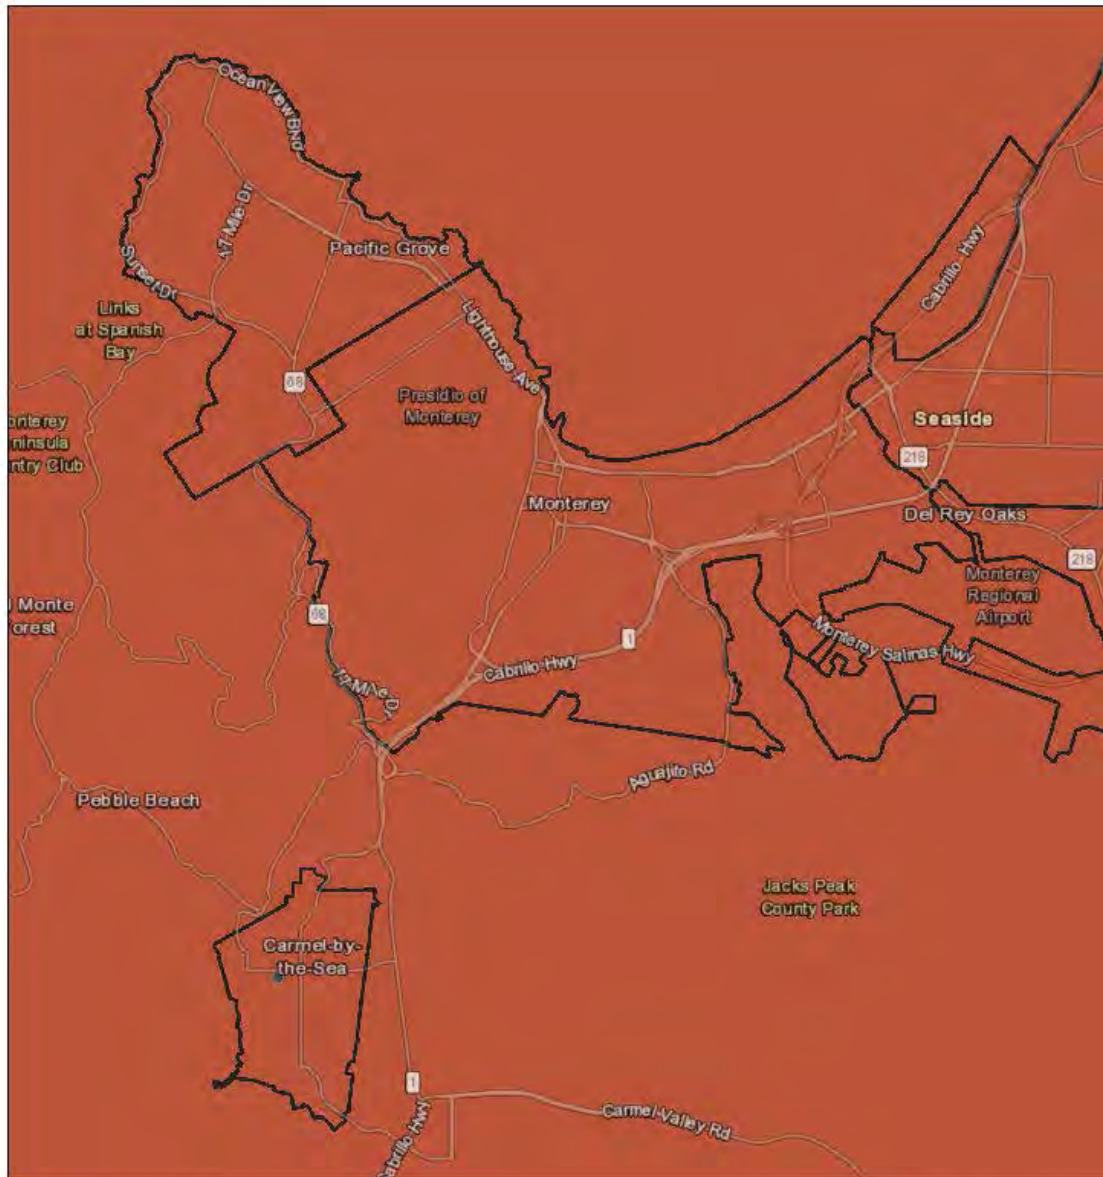 Ocean View Blvd
17 Mile Dr
Pacific Grove
Sunset Dr
Links
at Spanish
Bay
Cabrillo Hwy
Lighthouse Ave
68
Presidio of
Monterey
onterey
ninsula
ntry Club
Seaside
218
Monterey
Del Rey Oaks
218
Monterey
Regional
Airport
l Monte
orest
68
1
Monterey Salinas Hwy
Cabrillo Hwy
17 Mile Dr
Aguajito Rd
Pebble Beach
Jacks Peak
County Park
Carmel-by-
the-Sea
1
Cabrillo Hwy
Carmel Valley Rd